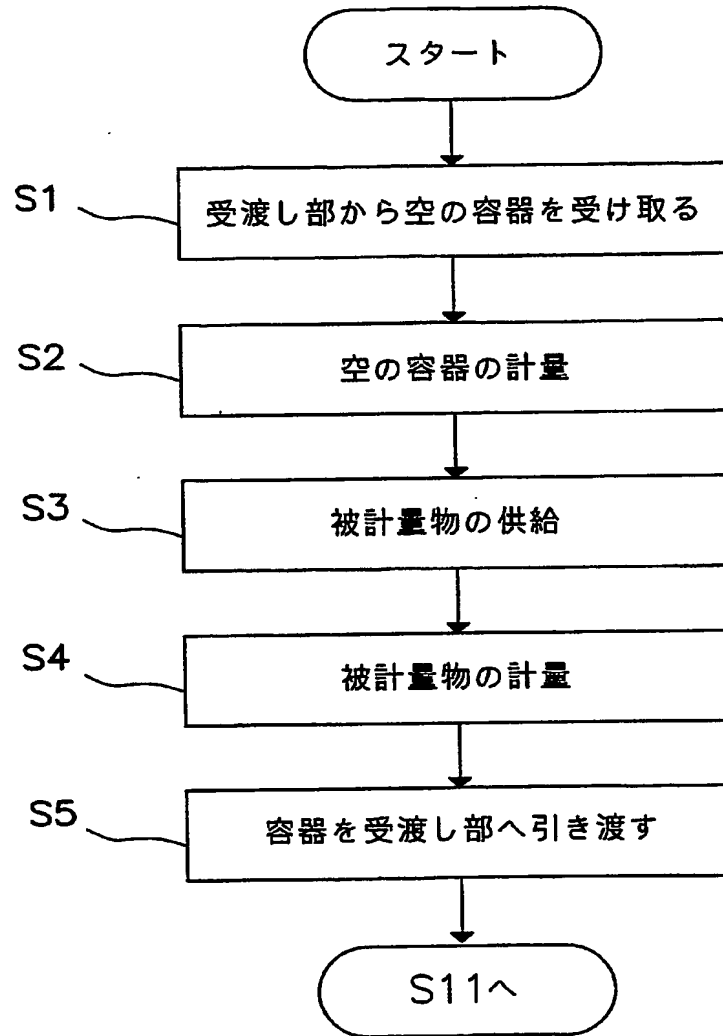 スタート
S1
受渡し部から空の容器を受け取る
S2
空の容器の計量
S3
被計量物の供給
S4
被計量物の計量
S5
容器を受渡し部へ引き渡す
S11へ